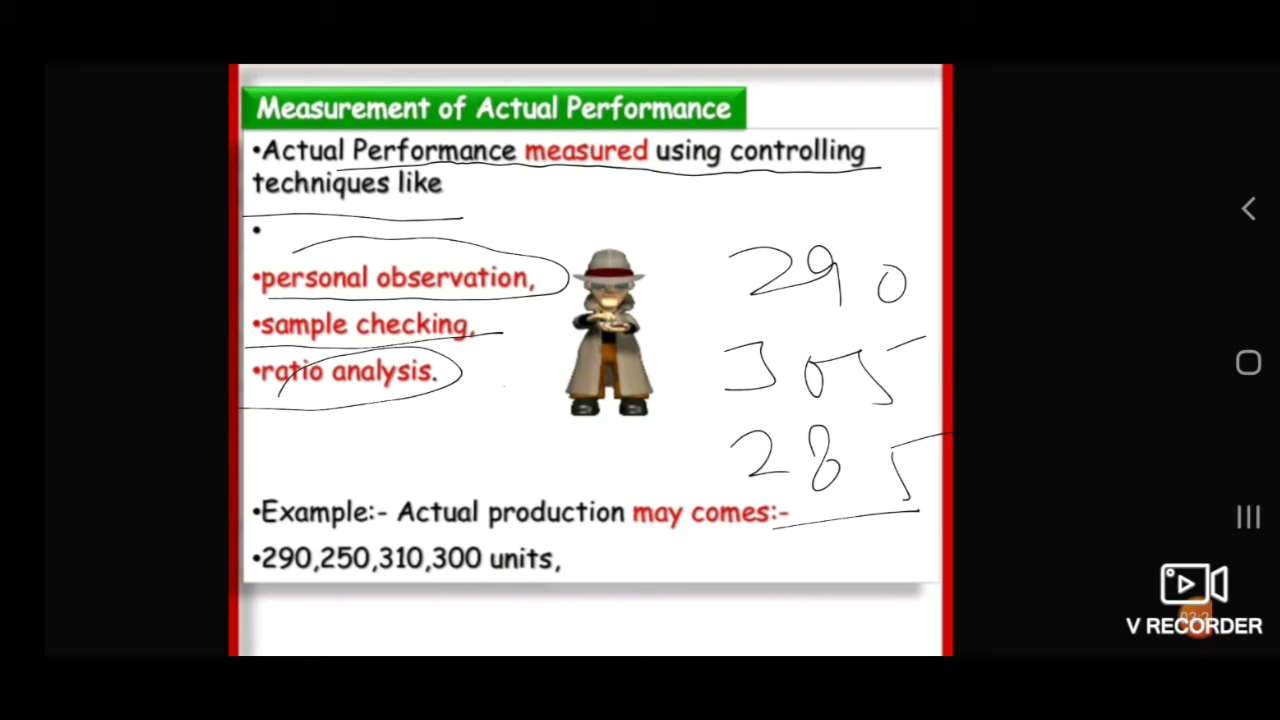 Measurement of Actual Performance
•Actual Performance measured using controlling
techniques like
•
•personal observation,
•sample checking,
•ratio analysis.
290
305
285
•Example:- Actual production may comes:-
•290,250,310,300 units,
V RECORDER